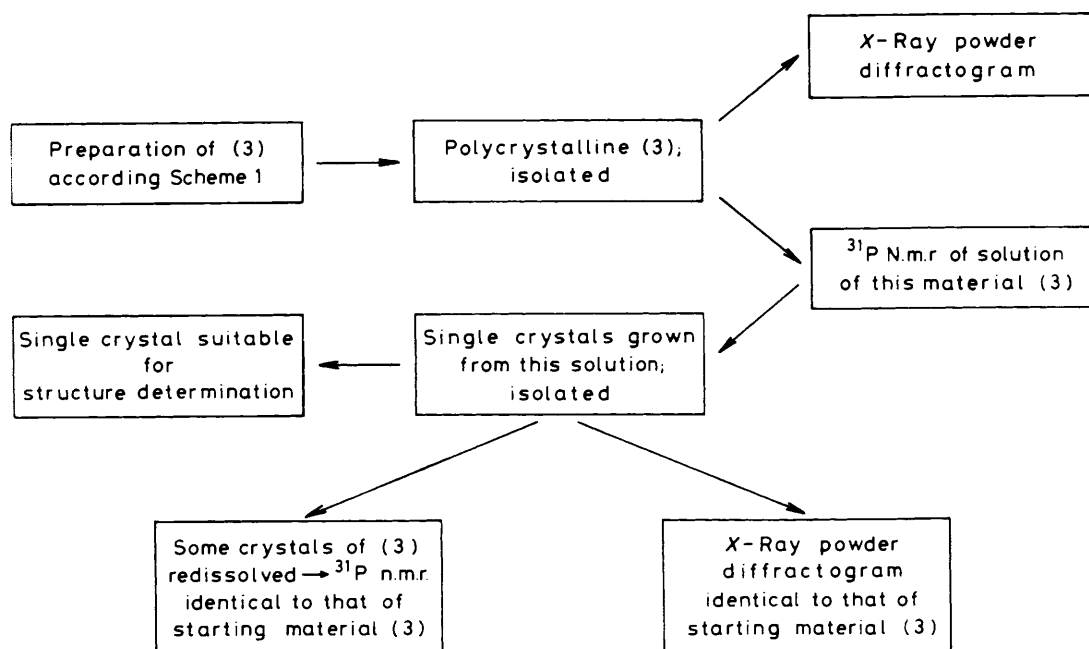 X-Ray powder
diffractogram
Preparation of (3)
according Scheme 1
Polycrystalline (3);
isolated
³¹P N.m.r of solution
of this material (3)
Single crystal suitable
for
structure determination
Single crystals grown
from this solution;
isolated
Some crystals of (3)
redissolved → ³¹P n.m.r.
identical to that of
starting material (3)
X-Ray powder
diffractogram
identical to that of
starting material (3)